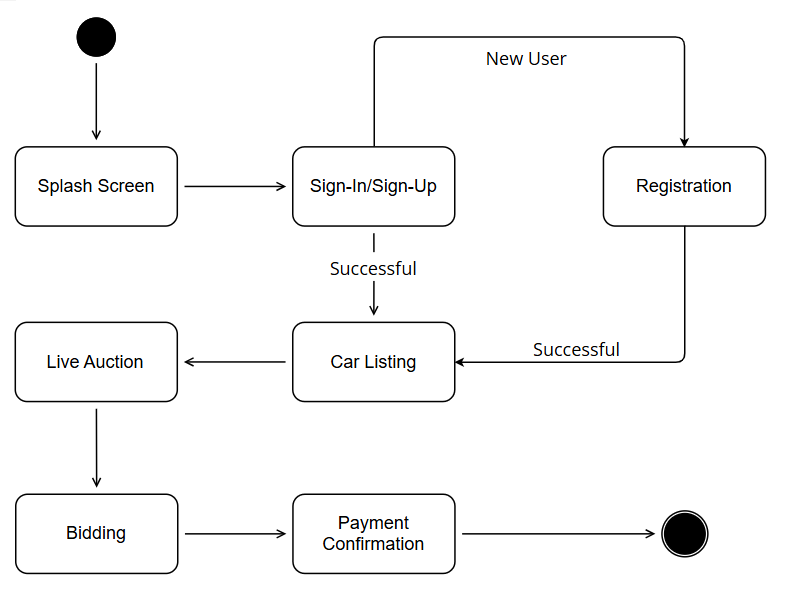 New User
Splash Screen
Sign-In/Sign-Up
Registration
Successful
Successful
Live Auction
Car Listing
Bidding
Payment
Confirmation